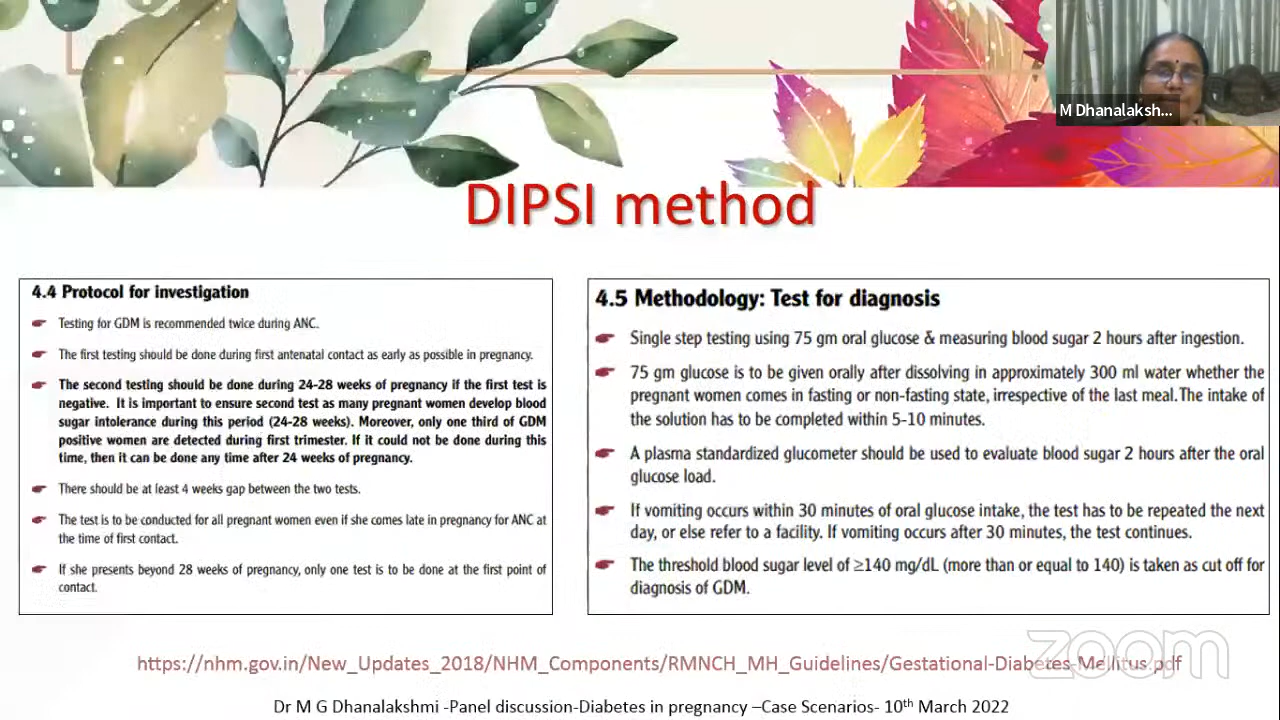 M Dhanalaksh...
DIPSI method
4.4 Protocol for investigation
Testing for GDM is recommended twice during ANC.
The first testing should be done during first antenatal contact as early as possible in pregnancy.
The second testing should be done during 24-28 weeks of pregnancy if the first test is
negative. It is important to ensure second test as many pregnant women develop blood
sugar intolerance during this period (24-28 weeks). Moreover, only one third of GDM
positive women are detected during first trimester. If it could not be done during this
time, then it can be done any time after 24 weeks of pregnancy.
There should be at least 4 weeks gap between the two tests.
The test is to be conducted for all pregnant women even if she comes late in pregnancy for ANC at
the time of first contact.
If she presents beyond 28 weeks of pregnancy, only one test is to be done at the first point of
contact.
4.5 Methodology: Test for diagnosis
Single step testing using 75 gm oral glucose & measuring blood sugar 2 hours after ingestion.
75 gm glucose is to be given orally after dissolving in approximately 300 ml water whether the
pregnant women comes in fasting or non-fasting state, irrespective of the last meal. The intake of
the solution has to be completed within 5-10 minutes.
A plasma standardized glucometer should be used to evaluate blood sugar 2 hours after the oral
glucose load.
If vomiting occurs within 30 minutes of oral glucose intake, the test has to be repeated the next
day, or else refer to a facility. If vomiting occurs after 30 minutes, the test continues.
The threshold blood sugar level of ≥140 mg/dL (more than or equal to 140) is taken as cut off for
diagnosis of GDM.
https://nhm.gov.in/New_Updates_2018/NHM_Components/RMNCH_MH_Guidelines/Gestational-Diabetes-Mellitus.pdf
zoom
Dr M G Dhanalakshmi -Panel discussion-Diabetes in pregnancy –Case Scenarios- 10th March 2022